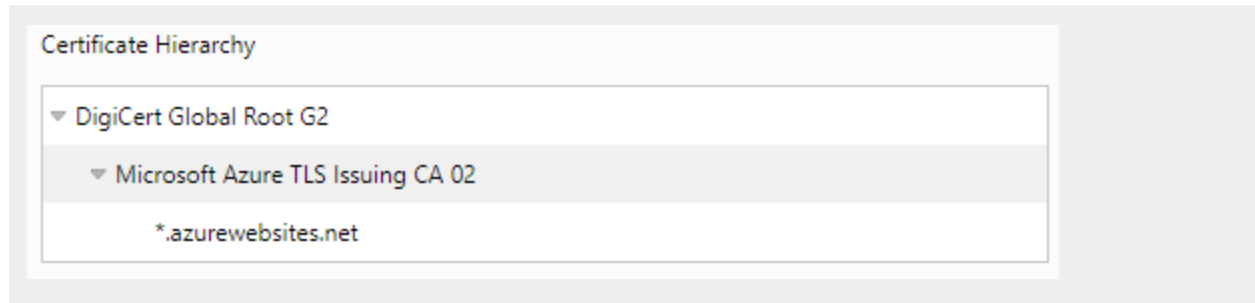 Certificate Hierarchy
DigiCert Global Root G2
Microsoft Azure TLS Issuing CA 02
*.azurewebsites.net